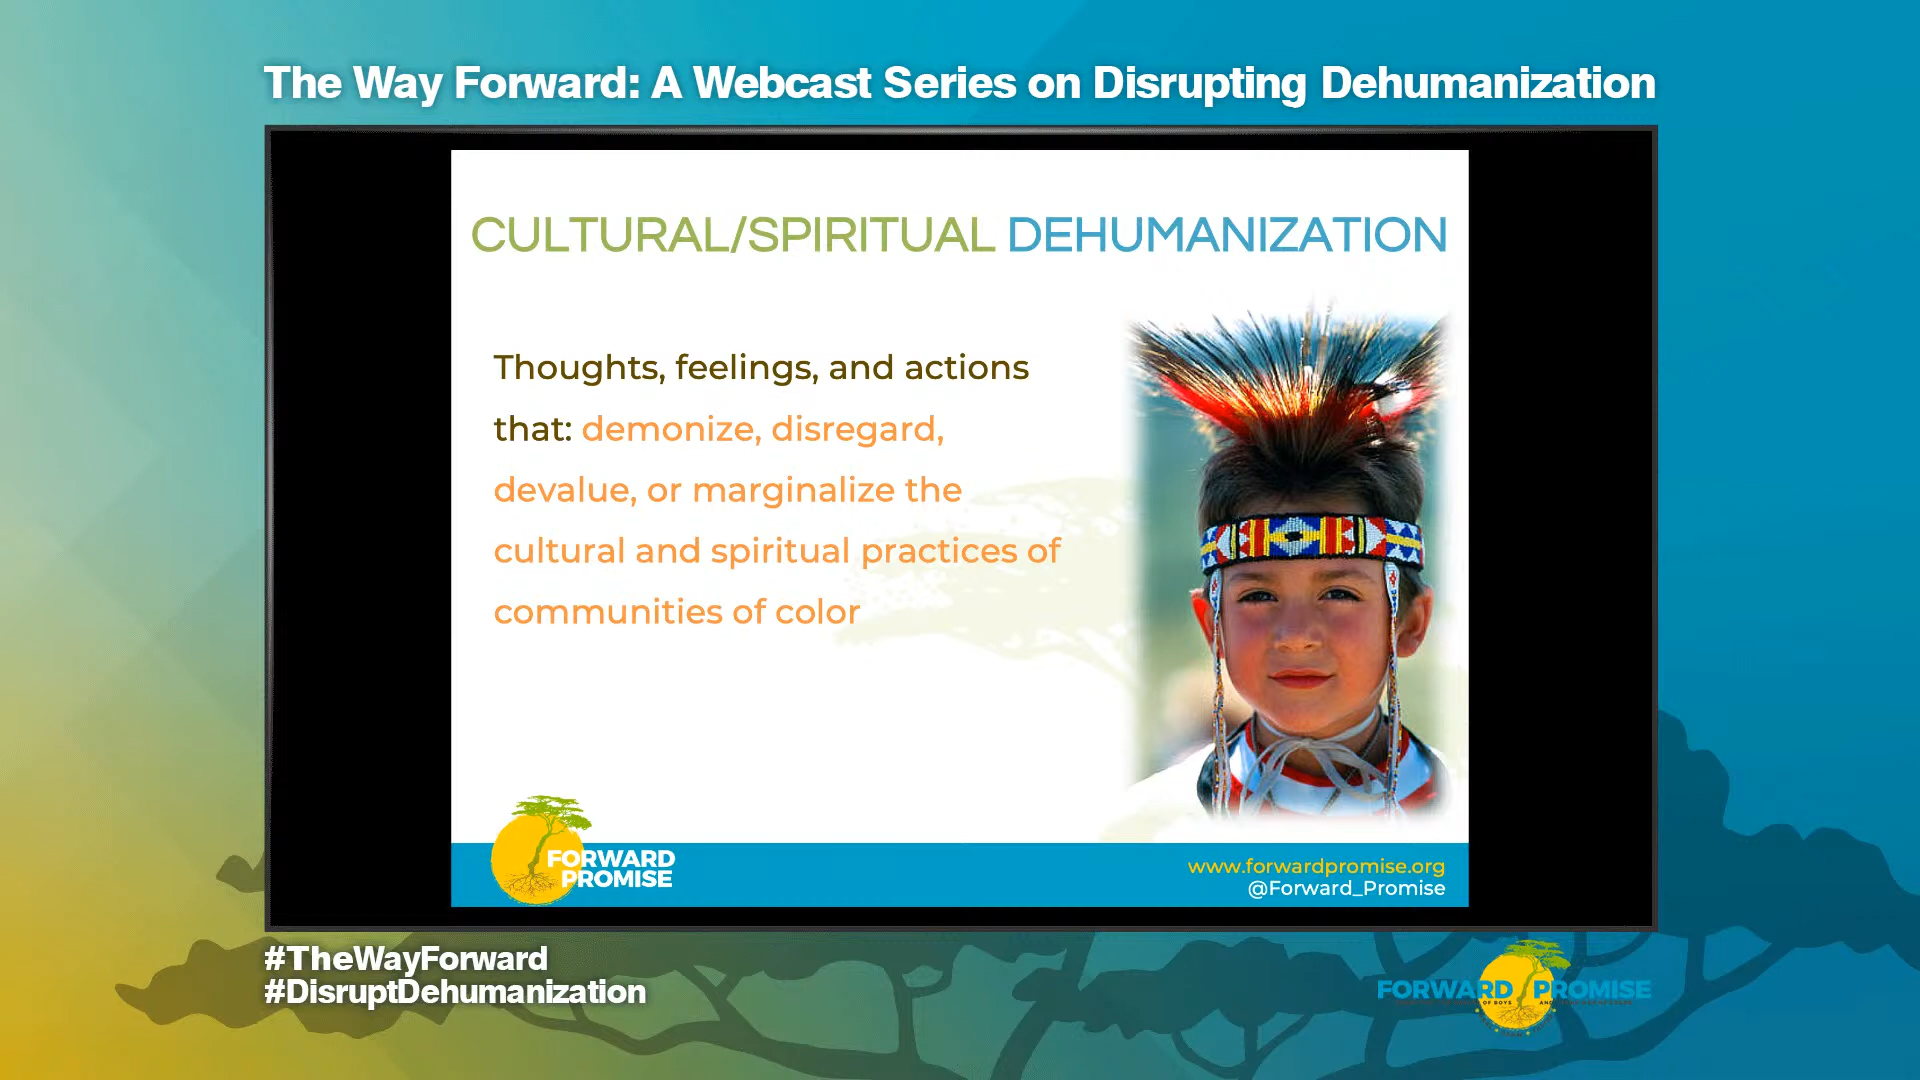 The Way Forward: A Webcast Series on Disrupting Dehumanization
CULTURAL/SPIRITUAL DEHUMANIZATION
Thoughts, feelings, and actions
that: demonize, disregard,
devalue, or marginalize the
cultural and spiritual practices of
communities of color
FORWARD
PROMISE
www.forwardpromise.org
@Forward_Promise
#TheWayForward
#DisruptDehumanization
FORWARD PROMISE
OF BOYS